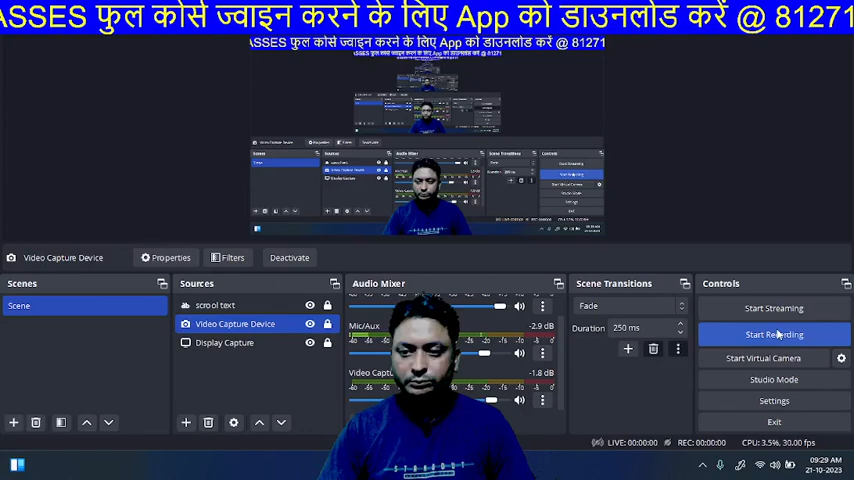 ASSES फुल कोर्स ज्वाइन करने के लिए App को डाउनलोड करें @ 81271
ASSES फुल कोर्स ज्वाइन करने के लिए App को डाउनलोड करें @ 81271
Video Capture Device
Properties
Filters
Deactivate
Scenes
Sources
Audio Mixer
Scene Transitions
Controls
Scene
scrool text
Video Capture Device
Display Capture
Mic/Aux
-2.9 dB
Video Captu
-1.8 dB
Fade
Duration
250 ms
Start Streaming
Start Recording
Start Virtual Camera
Studio Mode
Settings
Exit
LIVE: 00:00:00
REC: 00:00:00
CPU: 3.5%, 30.00 fps
09:29 AM
21-10-2023